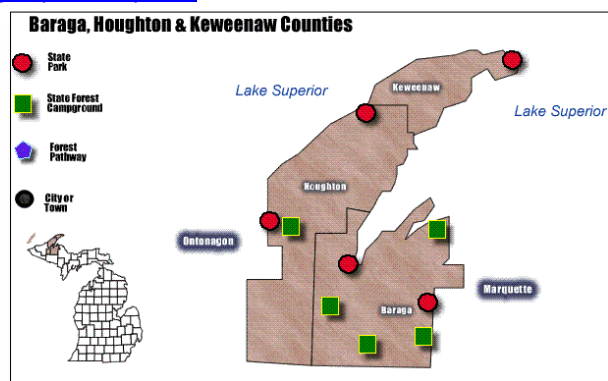 Baraga, Houghton & Keweenaw Counties
State
Park
State Forest
Campground
Forest
Pathway
City or
Town
Lake Superior
Keweenaw
Lake Superior
Houghton
Ontonagon
Marquette
Baraga